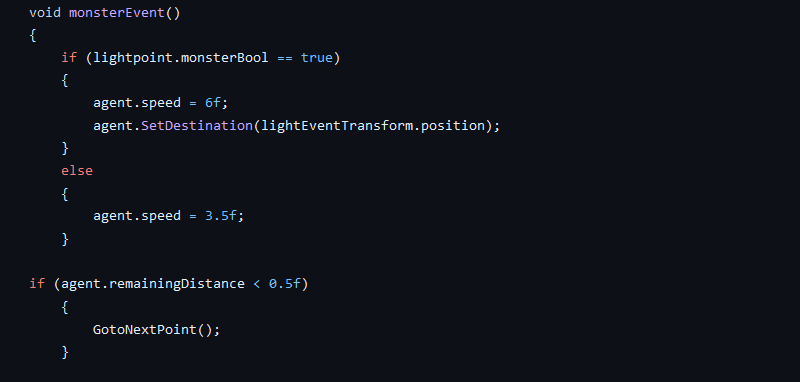 void monsterEvent()
{
    if (lightpoint.monsterBool == true)
    {
        agent.speed = 6f;
        agent.SetDestination(lightEventTransform.position);
    }
    else
    {
        agent.speed = 3.5f;
    }

if (agent.remainingDistance < 0.5f)
    {
        GotoNextPoint();
    }